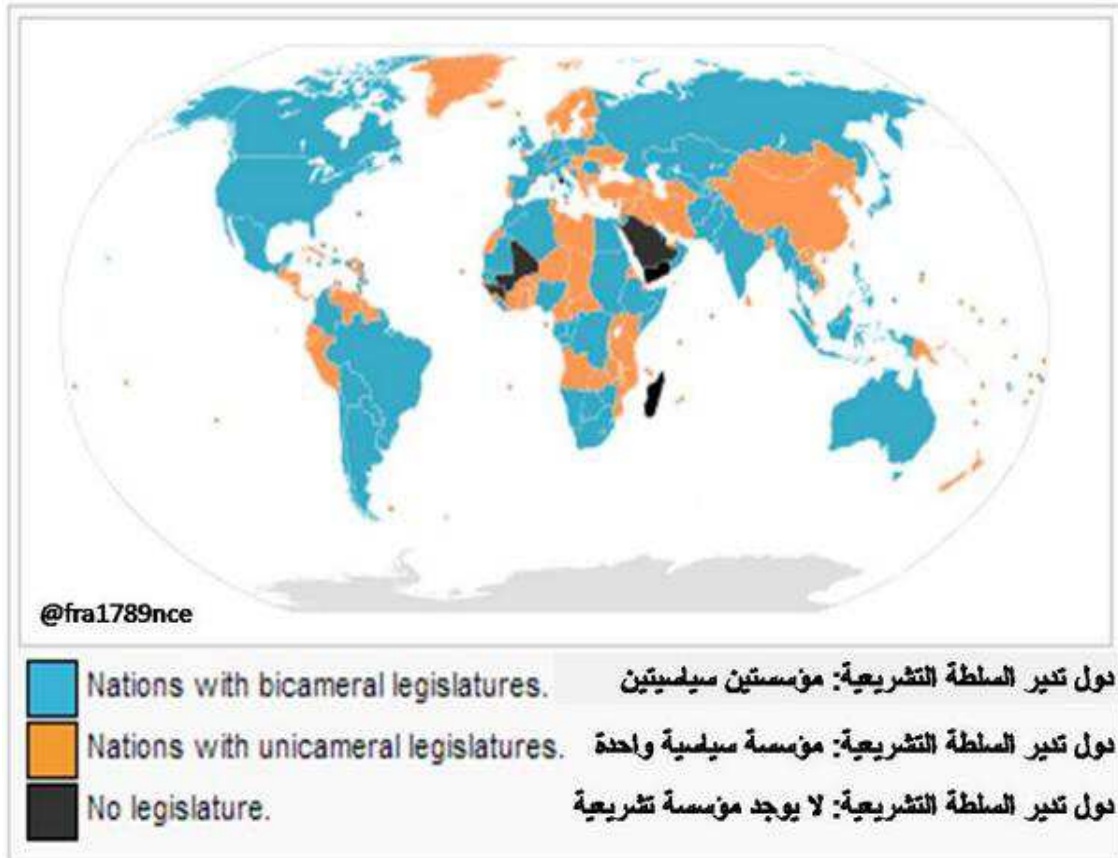 @fra1789nce
Nations with bicameral legislatures. دول تدير السلطة التشريعية: مؤسستين سياسيتين
Nations with unicameral legislatures. دول تدير السلطة التشريعية: مؤسسة سياسية واحدة
No legislature. دول تدير السلطة التشريعية: لا يوجد مؤسسة تشريعية